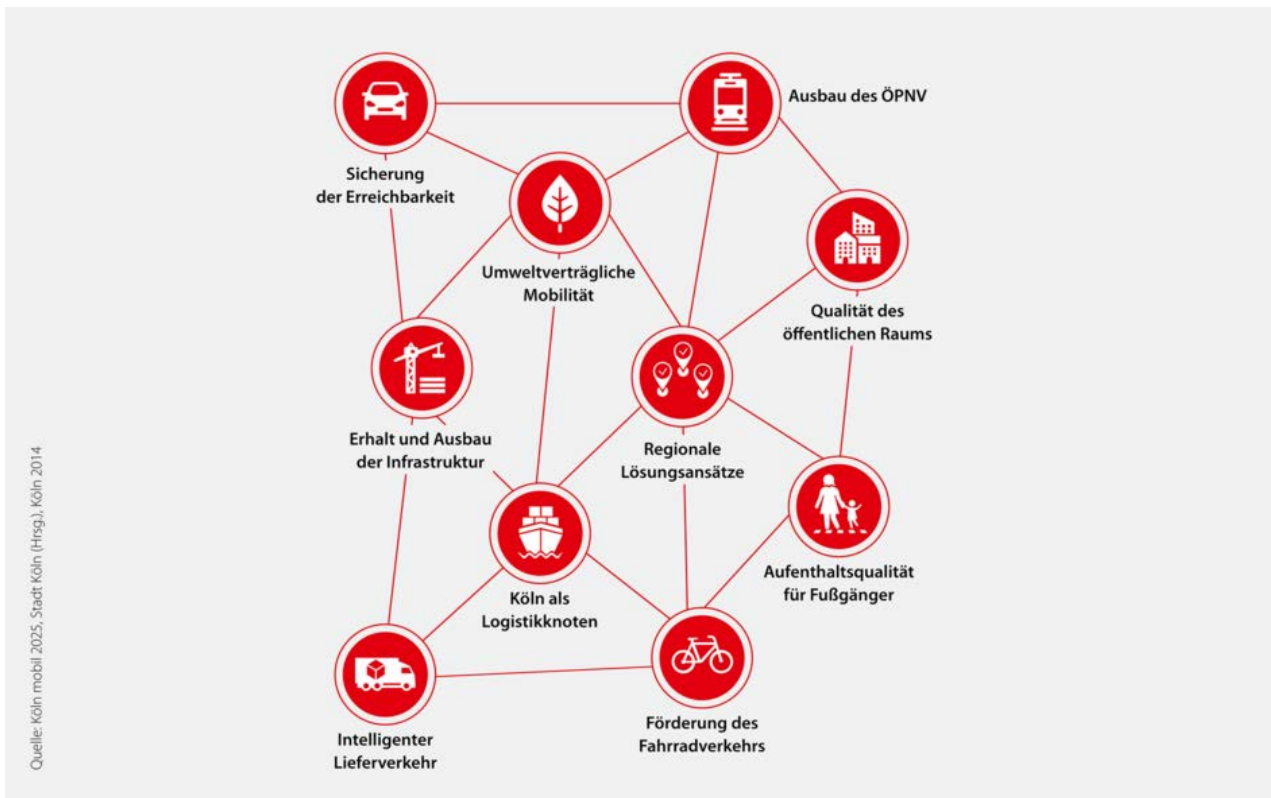 Ausbau des ÖPNV
Sicherung
der Erreichbarkeit
Umweltverträgliche
Mobilität
Qualität des
öffentlichen Raums
Erhalt und Ausbau
der Infrastruktur
Regionale
Lösungsansätze
Aufenthaltsqualität
für Fußgänger
Köln als
Logistikknoten
Förderung des
Fahrradverkehrs
Intelligenter
Lieferverkehr
Quelle: Köln mobil 2025, Stadt Köln (Hrsg.), Köln 2014